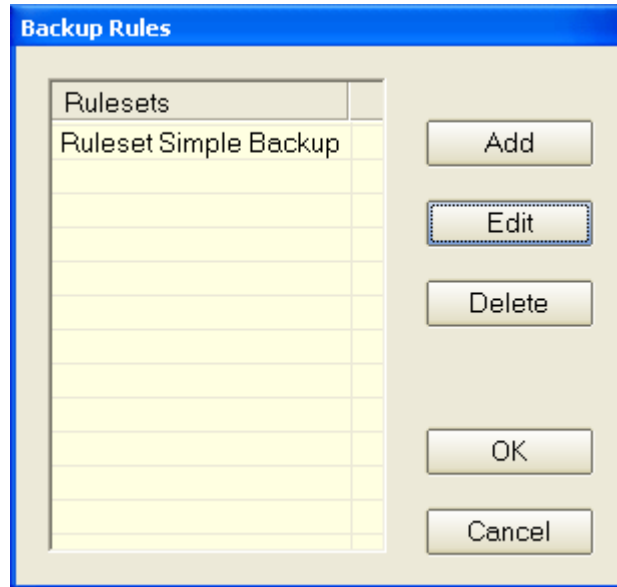 Backup Rules
Rulesets
Ruleset Simple Backup
Add
Edit
Delete
OK
Cancel